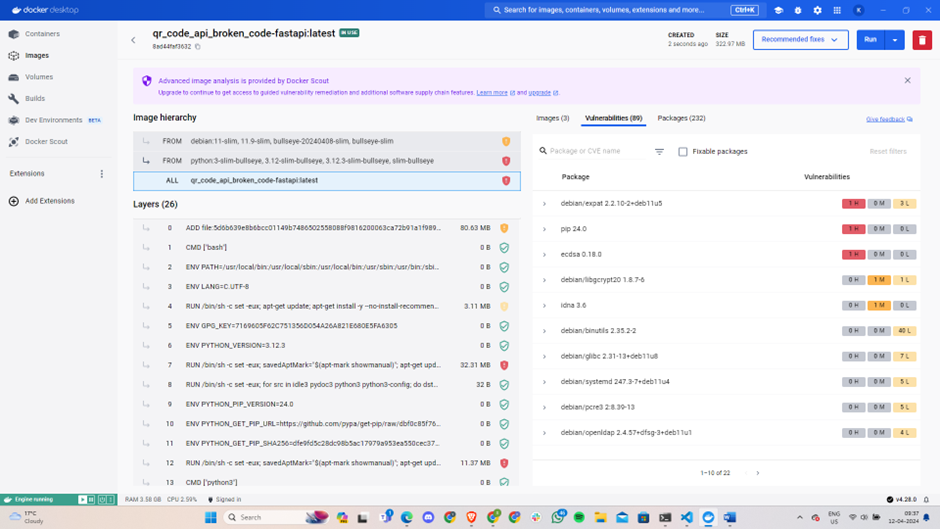 docker desktop
Search for images, containers, volumes, extensions and more...
Ctrl+K
K
Containers
Images
Volumes
Builds
Dev Environments BETA
Docker Scout
Extensions
Add Extensions
qr_code_api_broken_code-fastapi:latest IN USE
8ad44faf3632
CREATED
2 seconds ago
SIZE
322.97 MB
Recommended fixes
Run
Advanced image analysis is provided by Docker Scout
Upgrade to continue to get access to guided vulnerability remediation and additional software supply chain features. Learn more and upgrade.
Image hierarchy
FROM debian:11-slim, 11.9-slim, bullseye-20240408-slim, bullseye-slim
FROM python:3-slim-bullseye, 3.12-slim-bullseye, 3.12.3-slim-bullseye, slim-bullseye
ALL qr_code_api_broken_code-fastapi:latest
Layers (26)
0 ADD file:5d6b639e8b6bcc01149b7486502558088f9816200063ca72b91a1f989... 80.63 MB
1 CMD ["bash"] 0 B
2 ENV PATH=/usr/local/bin:/usr/local/sbin:/usr/local/bin:/usr/sbin:/usr/bin:/sbi... 0 B
3 ENV LANG=C.UTF-8 0 B
4 RUN /bin/sh -c set -eux; apt-get update; apt-get install -y --no-install-recommen... 3.11 MB
5 ENV GPG_KEY=7169605F62C751356D054A26A821E680E5FA6305 0 B
6 ENV PYTHON_VERSION=3.12.3 0 B
7 RUN /bin/sh -c set -eux; savedAptMark="$(apt-mark showmanual)"; apt-get upd... 32.31 MB
8 RUN /bin/sh -c set -eux; for src in idle3 pydoc3 python3 python3-config; do dst... 32 B
9 ENV PYTHON_PIP_VERSION=24.0 0 B
10 ENV PYTHON_GET_PIP_URL=https://github.com/pypa/get-pip/raw/dbf0c85f76... 0 B
11 ENV PYTHON_GET_PIP_SHA256=dfe9fd5c28dc98b5ac17979a953ea550cec37... 0 B
12 RUN /bin/sh -c set -eux; savedAptMark="$(apt-mark showmanual)"; apt-get upd... 11.37 MB
13 CMD ["python3"] 0 B
Images (3)
Vulnerabilities (89)
Packages (232)
Give feedback
Package or CVE name
Fixable packages
Reset filters
Package Vulnerabilities
debian/expat 2.2.10-2+deb11u5 1 H 0 M 3 L
pip 24.0 1 H 0 M 0 L
ecdsa 0.18.0 1 H 0 M 0 L
debian/libgcrypt20 1.8.7-6 0 H 1 M 1 L
idna 3.6 0 H 1 M 0 L
debian/binutils 2.35.2-2 0 H 0 M 40 L
debian/glibc 2.31-13+deb11u8 0 H 0 M 7 L
debian/systemd 247.3-7+deb11u4 0 H 0 M 5 L
debian/pcre3 2:8.39-13 0 H 0 M 5 L
debian/openldap 2.4.57+dfsg-3+deb11u1 0 H 0 M 4 L
1–10 of 22
Engine running
RAM 3.58 GB CPU 2.59% Signed in
v4.28.0
17°C
Cloudy
Search
ENG
US
09:37
12-04-2024